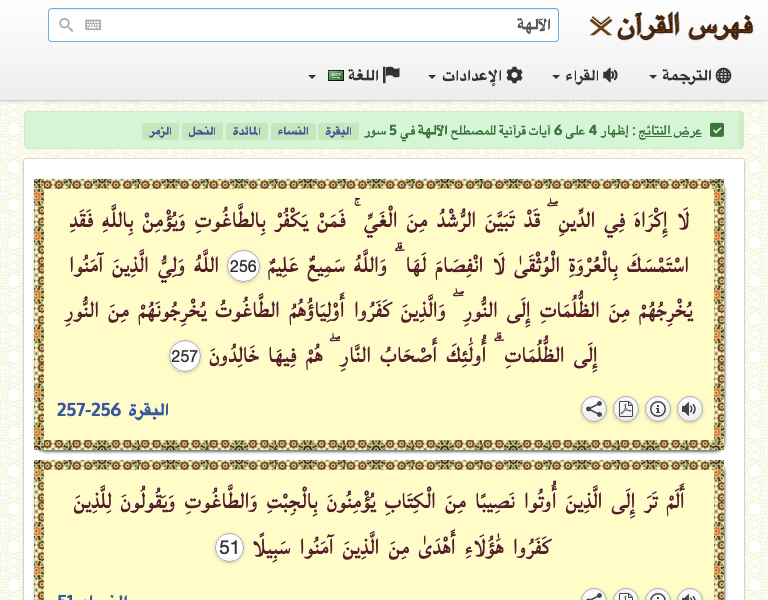 فهرس القرآن
الآلهة
الترجمة
القراء
الإعدادات
اللغة
عرض النتائج : إظهار 4 على 6 آيات قرآنية للمصطلح الآلهة في 5 سور البقرة النساء المائدة النحل الزمر
لَا إِكْرَاهَ فِي الدِّينِ ۖ قَدْ تَبَيَّنَ الرُّشْدُ مِنَ الْغَيِّ ۚ فَمَنْ يَكْفُرْ بِالطَّاغُوتِ وَيُؤْمِنْ بِاللَّهِ فَقَدِ
اسْتَمْسَكَ بِالْعُرْوَةِ الْوُثْقَىٰ لَا انْفِصَامَ لَهَا ۗ وَاللَّهُ سَمِيعٌ عَلِيمٌ 256 اللَّهُ وَلِيُّ الَّذِينَ آمَنُوا
يُخْرِجُهُمْ مِنَ الظُّلُمَاتِ إِلَى النُّورِ ۖ وَالَّذِينَ كَفَرُوا أَوْلِيَاؤُهُمُ الطَّاغُوتُ يُخْرِجُونَهُمْ مِنَ النُّورِ
إِلَى الظُّلُمَاتِ ۗ أُولَٰئِكَ أَصْحَابُ النَّارِ ۖ هُمْ فِيهَا خَالِدُونَ 257
البقرة 256-257
أَلَمْ تَرَ إِلَى الَّذِينَ أُوتُوا نَصِيبًا مِنَ الْكِتَابِ يُؤْمِنُونَ بِالْجِبْتِ وَالطَّاغُوتِ وَيَقُولُونَ لِلَّذِينَ
كَفَرُوا هَٰؤُلَاءِ أَهْدَىٰ مِنَ الَّذِينَ آمَنُوا سَبِيلًا 51
النساء 51